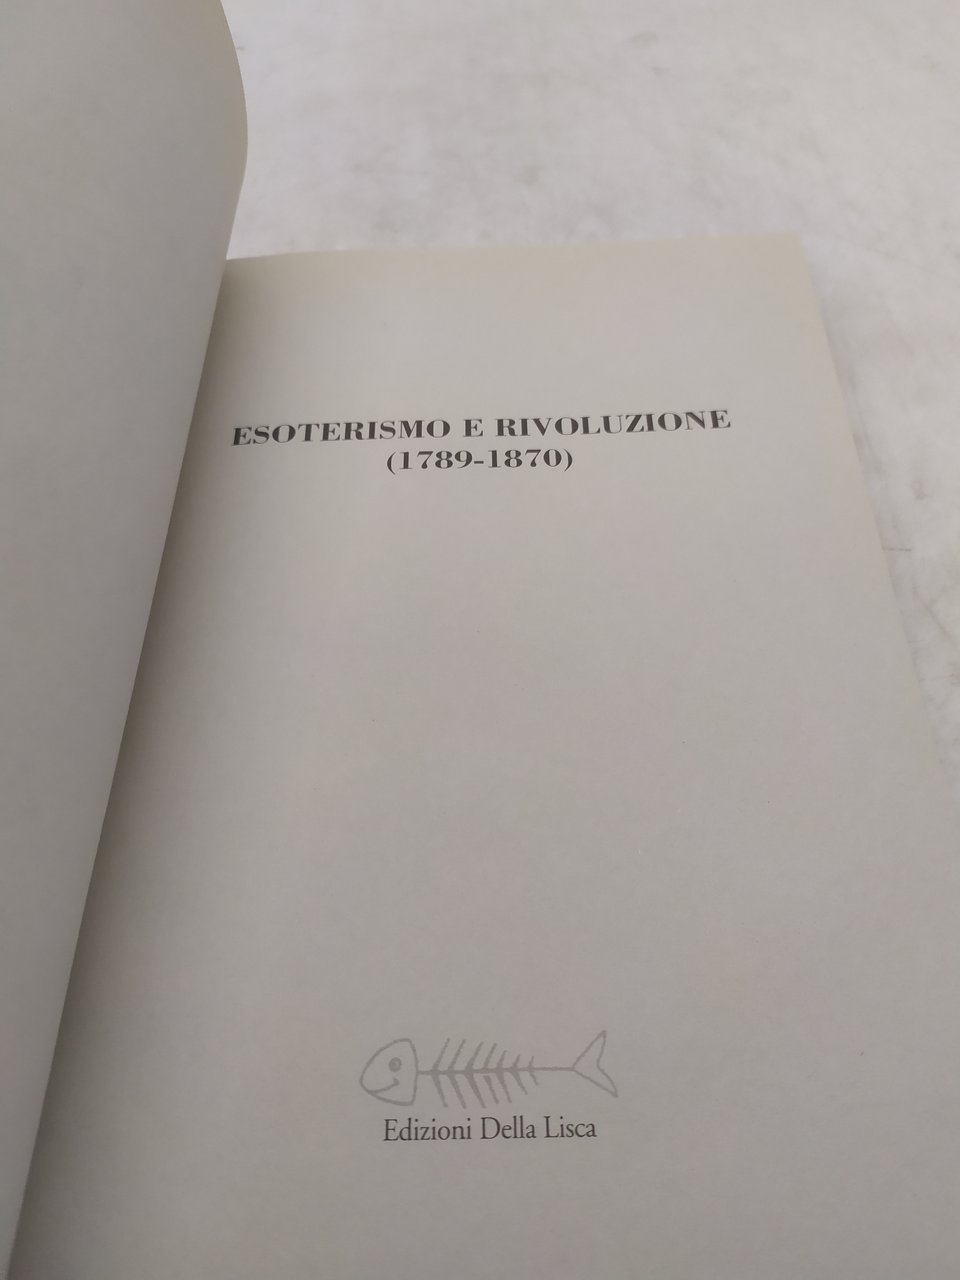 ESOTERISMO E RIVOLUZIONE
(1789-1870)
Edizioni Della Lisca